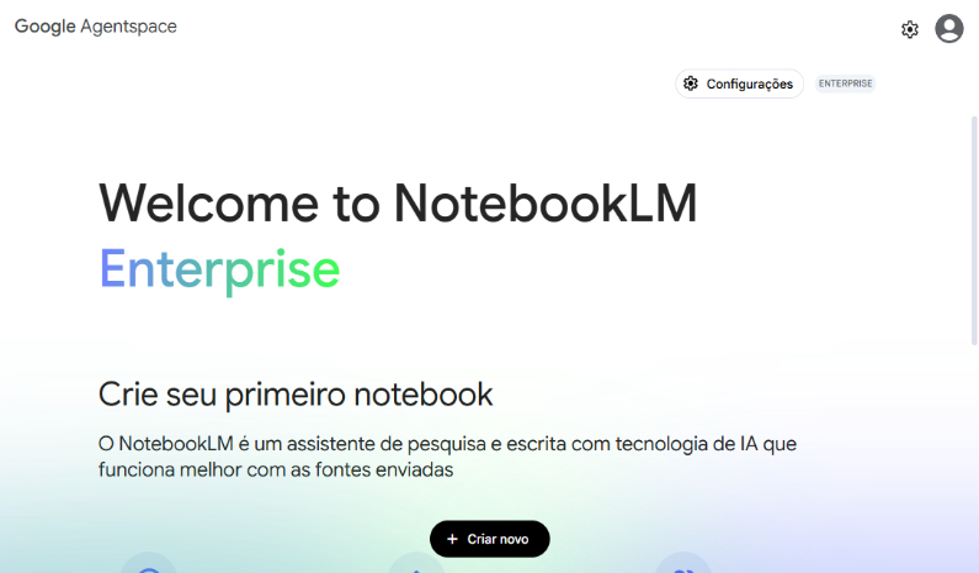 Google Agentspace
Configurações
ENTERPRISE
Welcome to NotebookLM
Enterprise
Crie seu primeiro notebook
O NotebookLM é um assistente de pesquisa e escrita com tecnologia de IA que
funciona melhor com as fontes enviadas
+ Criar novo